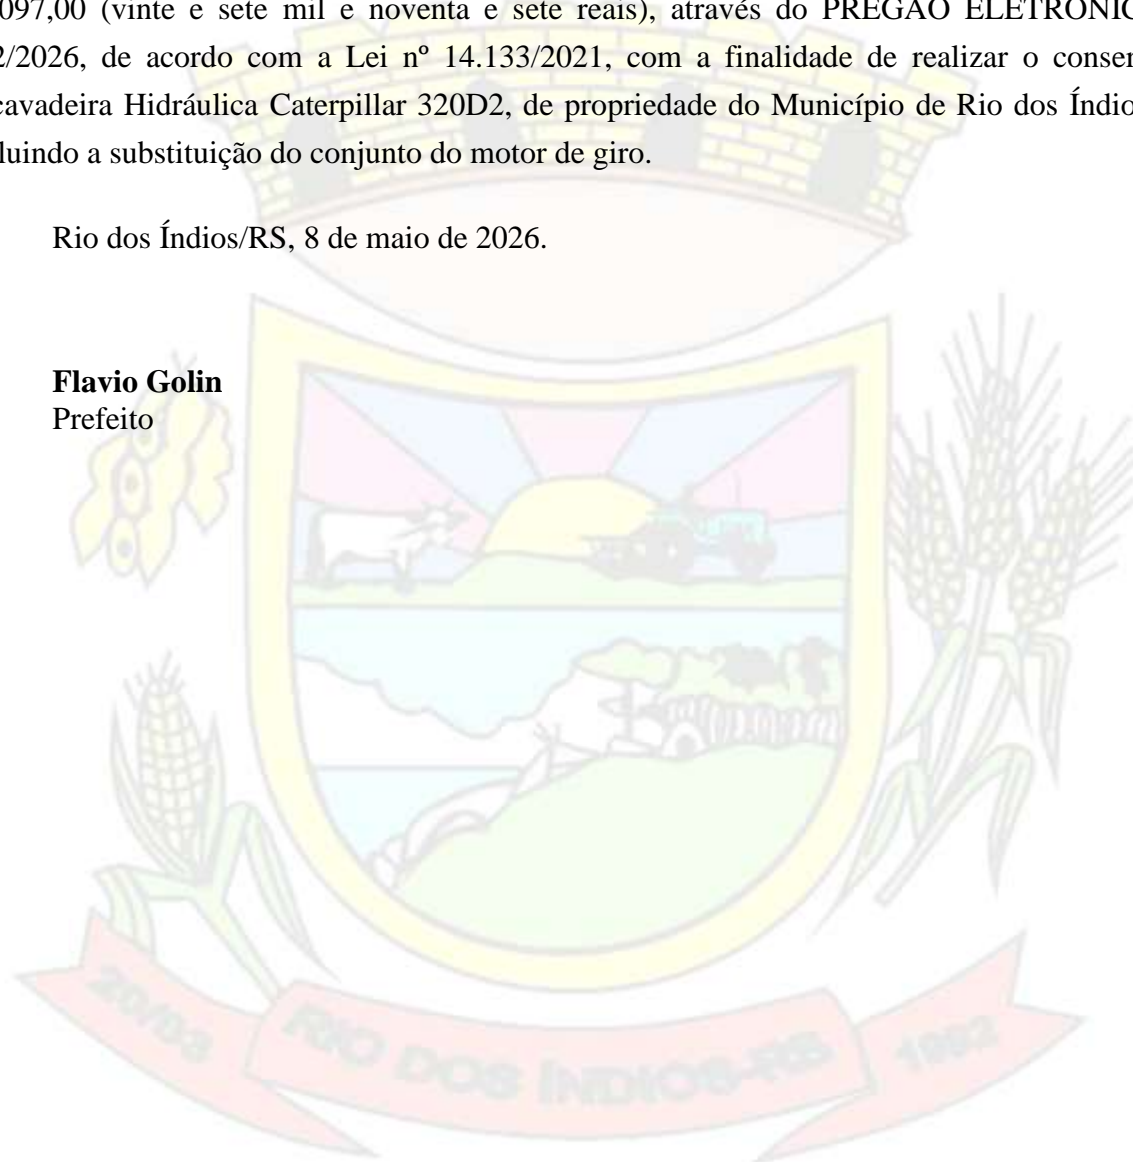 097,00 (vinte e sete mil e noventa e sete reais), através do PREGÃO ELETRÔNIC
2/2026, de acordo com a Lei nº 14.133/2021, com a finalidade de realizar o conser
cavadeira Hidráulica Caterpillar 320D2, de propriedade do Município de Rio dos Índio
luindo a substituição do conjunto do motor de giro.
Rio dos Índios/RS, 8 de maio de 2026.
Flavio Golin
Prefeito
20/03
RIO DOS ÍNDIOS-RS
1992